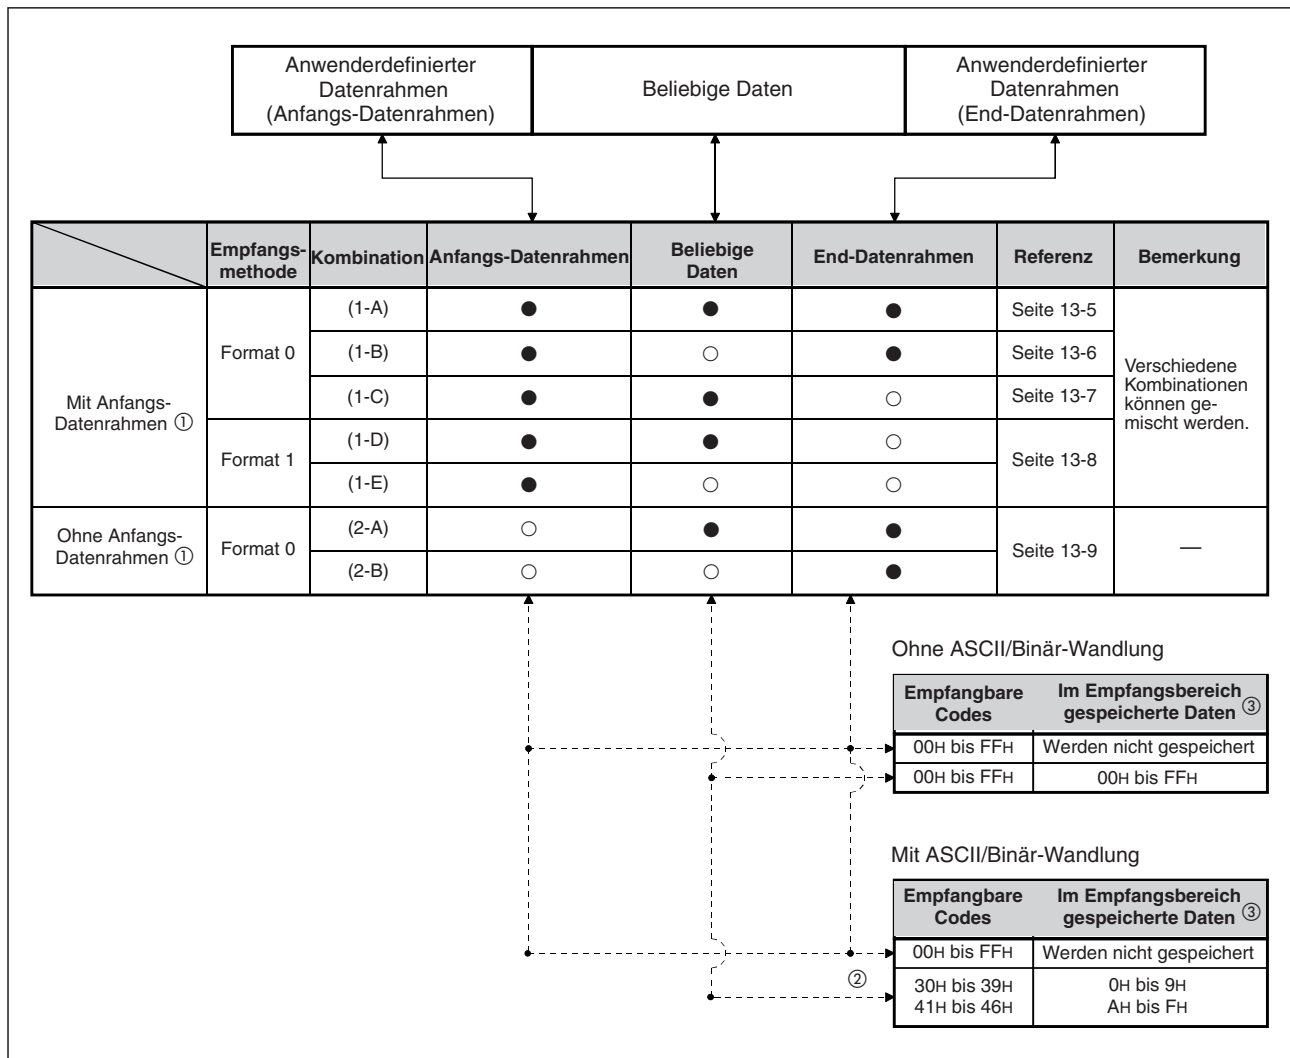 Anwenderdefinierter
Datenrahmen
(Anfangs-Datenrahmen)
Beliebige Daten
Anwenderdefinierter
Datenrahmen
(End-Datenrahmen)
Empfangs-
methode
Kombination
Anfangs-Datenrahmen
Beliebige
Daten
End-Datenrahmen
Referenz
Bemerkung
Mit Anfangs-
Datenrahmen ①
Format 0
(1-A) ● ● ● Seite 13-5
(1-B) ● ○ ● Seite 13-6
(1-C) ● ● ○ Seite 13-7
Format 1
(1-D) ● ● ○
Seite 13-8
(1-E) ● ○ ○
Verschiedene
Kombinationen
können ge-
mischt werden.
Ohne Anfangs-
Datenrahmen ①
Format 0
(2-A) ○ ● ●
Seite 13-9
—
(2-B) ○ ○ ●
Ohne ASCII/Binär-Wandlung
Empfangbare
Codes
Im Empfangsbereich
gespeicherte Daten ③
00H bis FFH Werden nicht gespeichert
00H bis FFH 00H bis FFH
Mit ASCII/Binär-Wandlung
Empfangbare
Codes
Im Empfangsbereich
gespeicherte Daten ③
00H bis FFH Werden nicht gespeichert
②
30H bis 39H 0H bis 9H
41H bis 46H AH bis FH